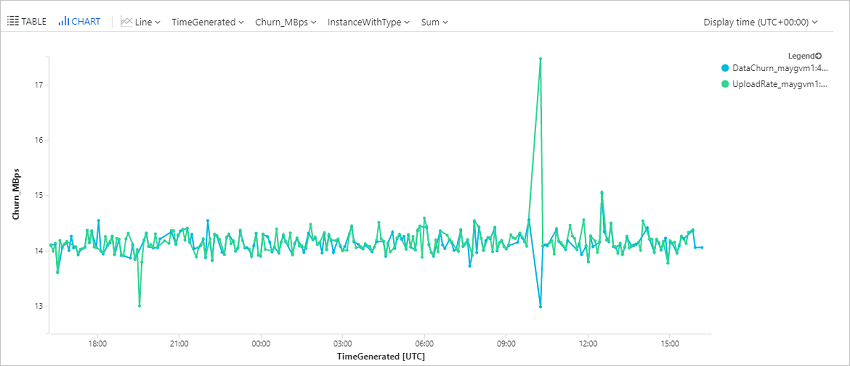 TABLE CHART Line TimeGenerated Churn_MBps InstanceWithType Sum Display time (UTC+00:00)
Legend
DataChurn_maygvm1:4...
UploadRate_maygvm1:...
17
16
15
14
13
Churn_MBps
18:00 21:00 00:00 03:00 06:00 09:00 12:00 15:00
TimeGenerated [UTC]